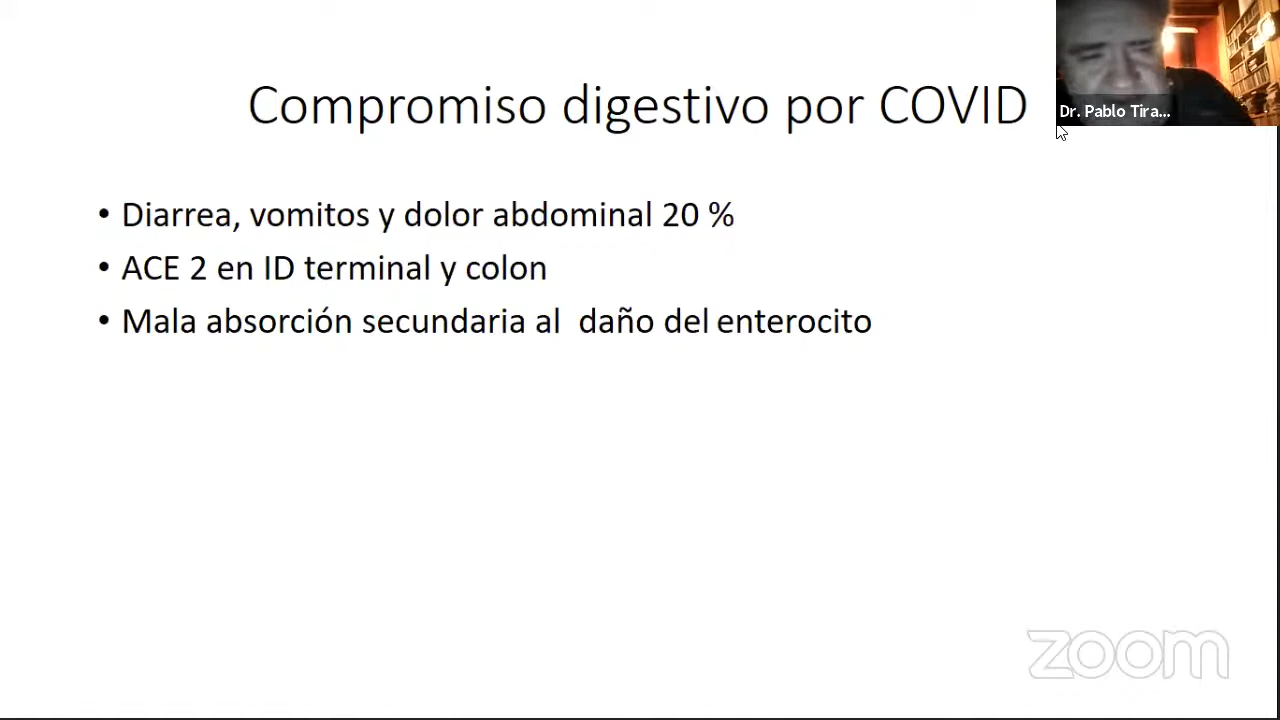 Compromiso digestivo por COVID
Dr. Pablo Tira...
• Diarrea, vomitos y dolor abdominal 20 %
• ACE 2 en ID terminal y colon
• Mala absorción secundaria al  daño del enterocito
zoom